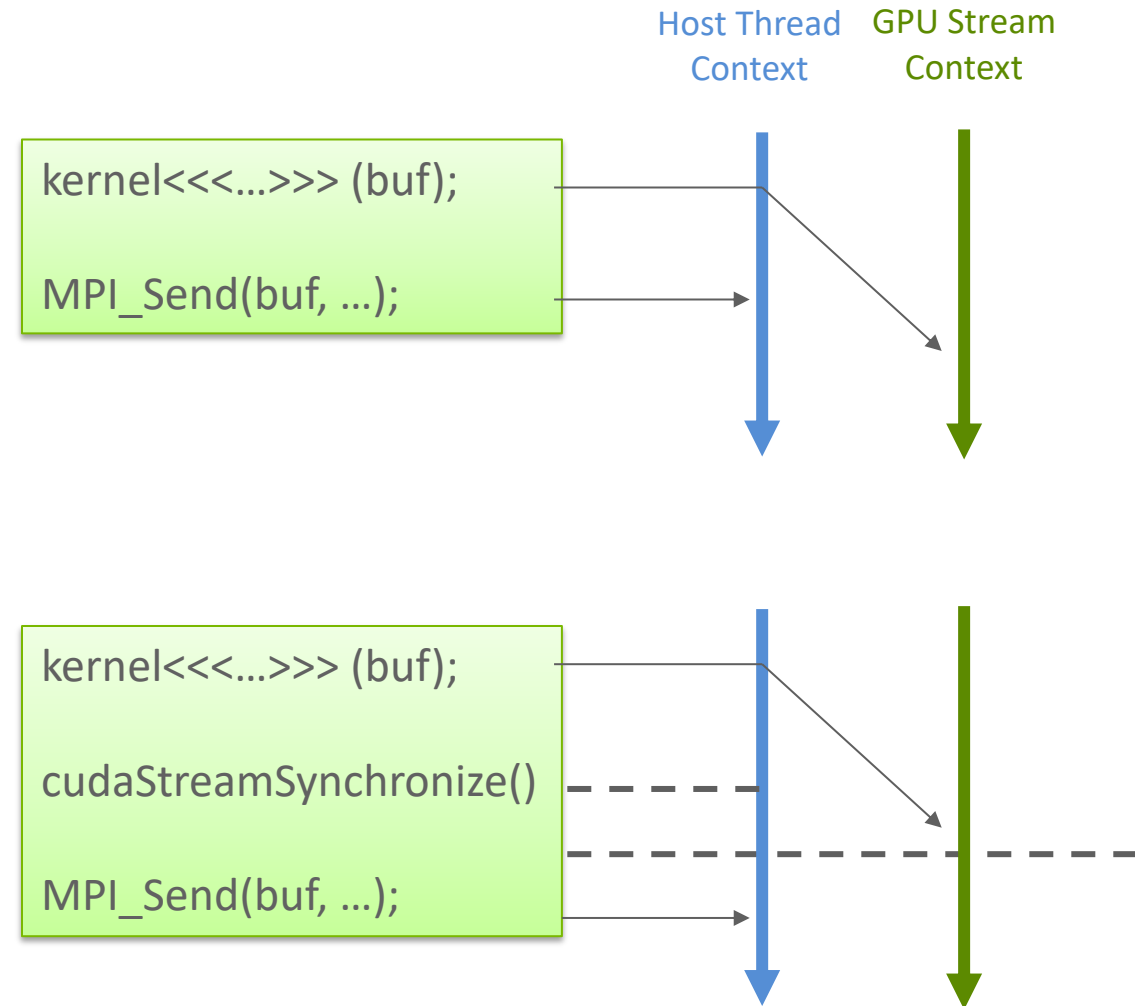 Host Thread
Context
GPU Stream
Context
kernel<<<…>>> (buf);
MPI_Send(buf, …);
kernel<<<…>>> (buf);
cudaStreamSynchronize()
MPI_Send(buf, …);